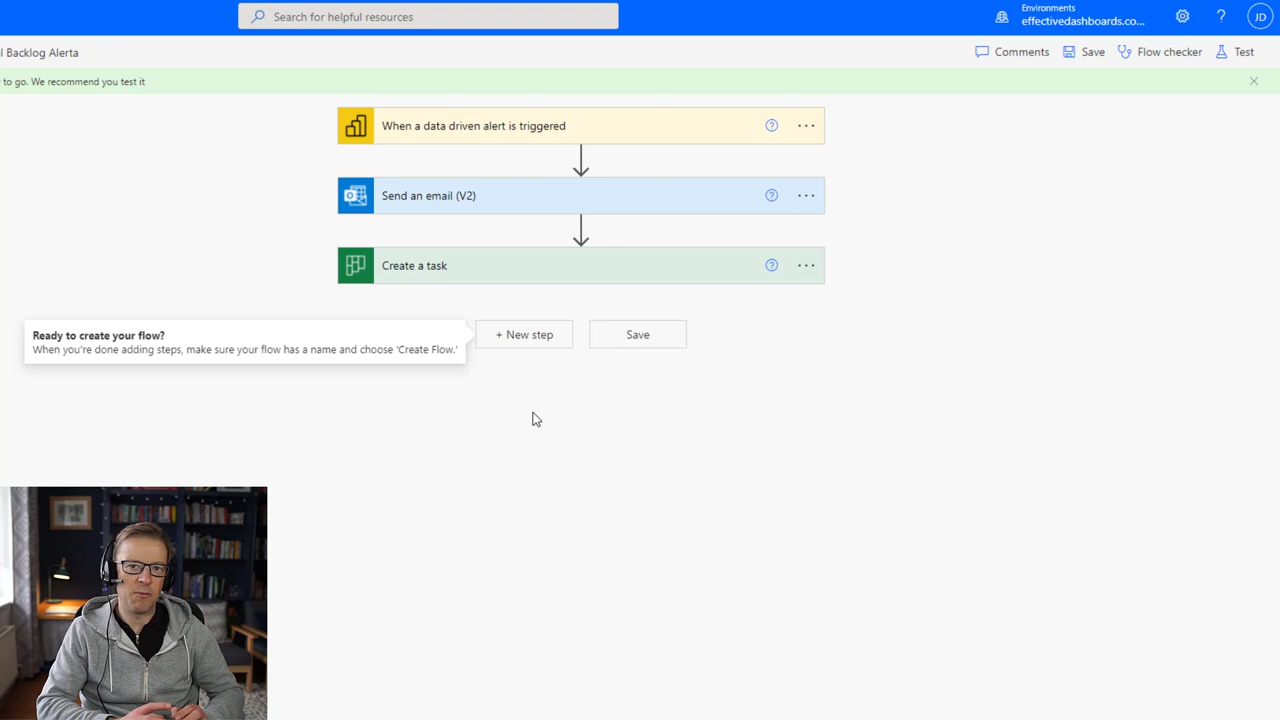 Search for helpful resources
Environments
effectivedashboards.co...
JD
l Backlog Alerta
Comments
Save
Flow checker
Test
to go. We recommend you test it
When a data driven alert is triggered
Send an email (V2)
Create a task
Ready to create your flow?
When you're done adding steps, make sure your flow has a name and choose 'Create Flow.'
+ New step
Save